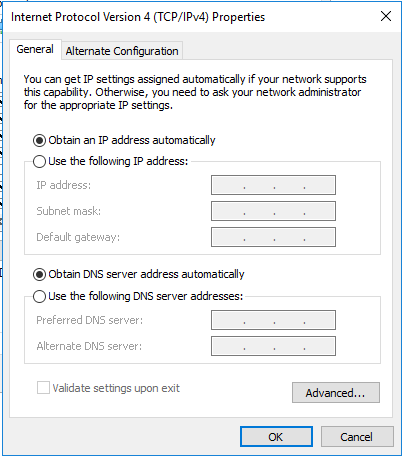 Internet Protocol Version 4 (TCP/IPv4) Properties
General
Alternate Configuration
You can get IP settings assigned automatically if your network supports
this capability. Otherwise, you need to ask your network administrator
for the appropriate IP settings.
Obtain an IP address automatically
Use the following IP address:
IP address:
Subnet mask:
Default gateway:
Obtain DNS server address automatically
Use the following DNS server addresses:
Preferred DNS server:
Alternate DNS server:
Validate settings upon exit
Advanced...
OK
Cancel